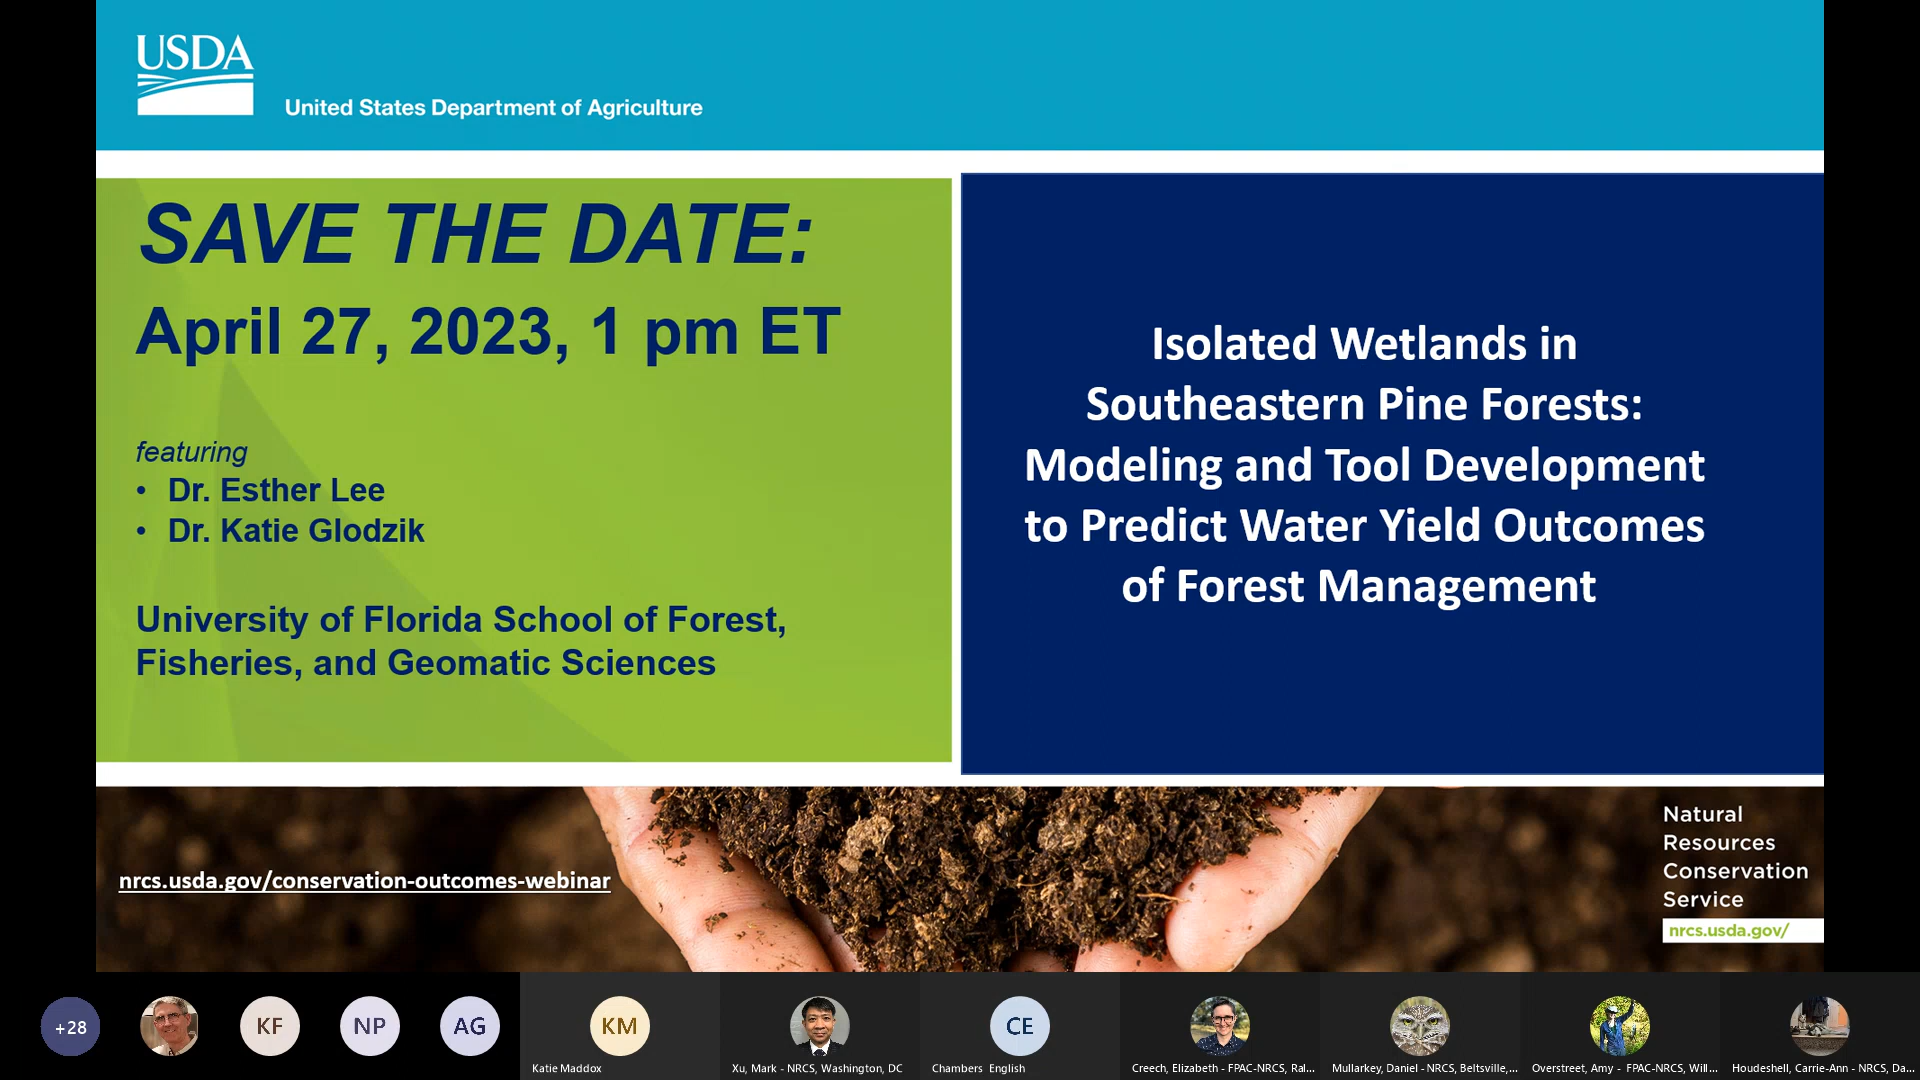 USDA
United States Department of Agriculture
SAVE THE DATE:
April 27, 2023, 1 pm ET
featuring
• Dr. Esther Lee
• Dr. Katie Glodzik
University of Florida School of Forest,
Fisheries, and Geomatic Sciences
Isolated Wetlands in
Southeastern Pine Forests:
Modeling and Tool Development
to Predict Water Yield Outcomes
of Forest Management
nrcs.usda.gov/conservation-outcomes-webinar
Natural
Resources
Conservation
Service
nrcs.usda.gov/
+28
KF
NP
AG
KM
CE
Katie Maddox
Xu, Mark - NRCS, Washington, DC
Chambers English
Creech, Elizabeth - FPAC-NRCS, Ral...
Mullarkey, Daniel - NRCS, Beltsville,...
Overstreet, Amy - FPAC-NRCS, Will...
Houdeshell, Carrie-Ann - NRCS, Da...